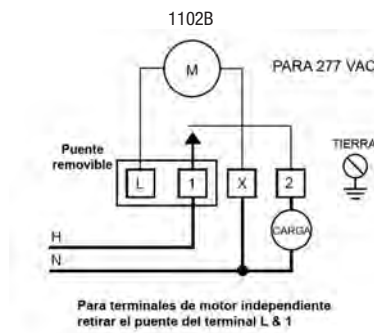 1102B
M
PARA 277 VAC
Puente
removible
TIERRA
L
1
X
2
CARGA
H
N
Para terminales de motor independiente
retirar el puente del terminal L & 1